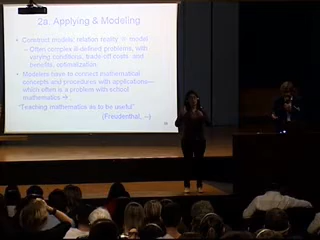 2a. Applying & Modeling
• Construct models: relation reality ⇔ model
– Often complex ill-defined problems, with
varying conditions, trade-off costs and
benefits, optimalization.
• Modelers have to connect mathematical
concepts and procedures with applications—
which often is a problem with school
mathematics →
"Teaching mathematics as to be useful"
(Freudenthal, --)